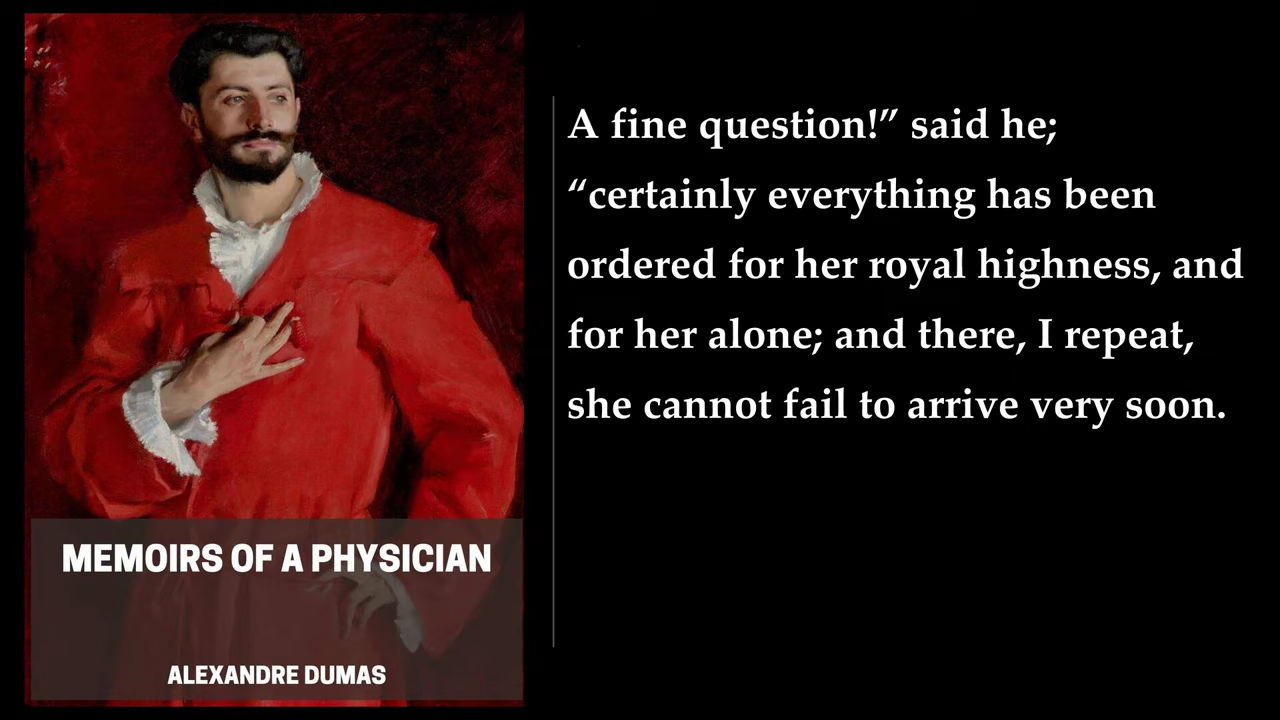 A fine question!” said he;
“certainly everything has been
ordered for her royal highness, and
for her alone; and there, I repeat,
she cannot fail to arrive very soon.
MEMOIRS OF A PHYSICIAN
ALEXANDRE DUMAS